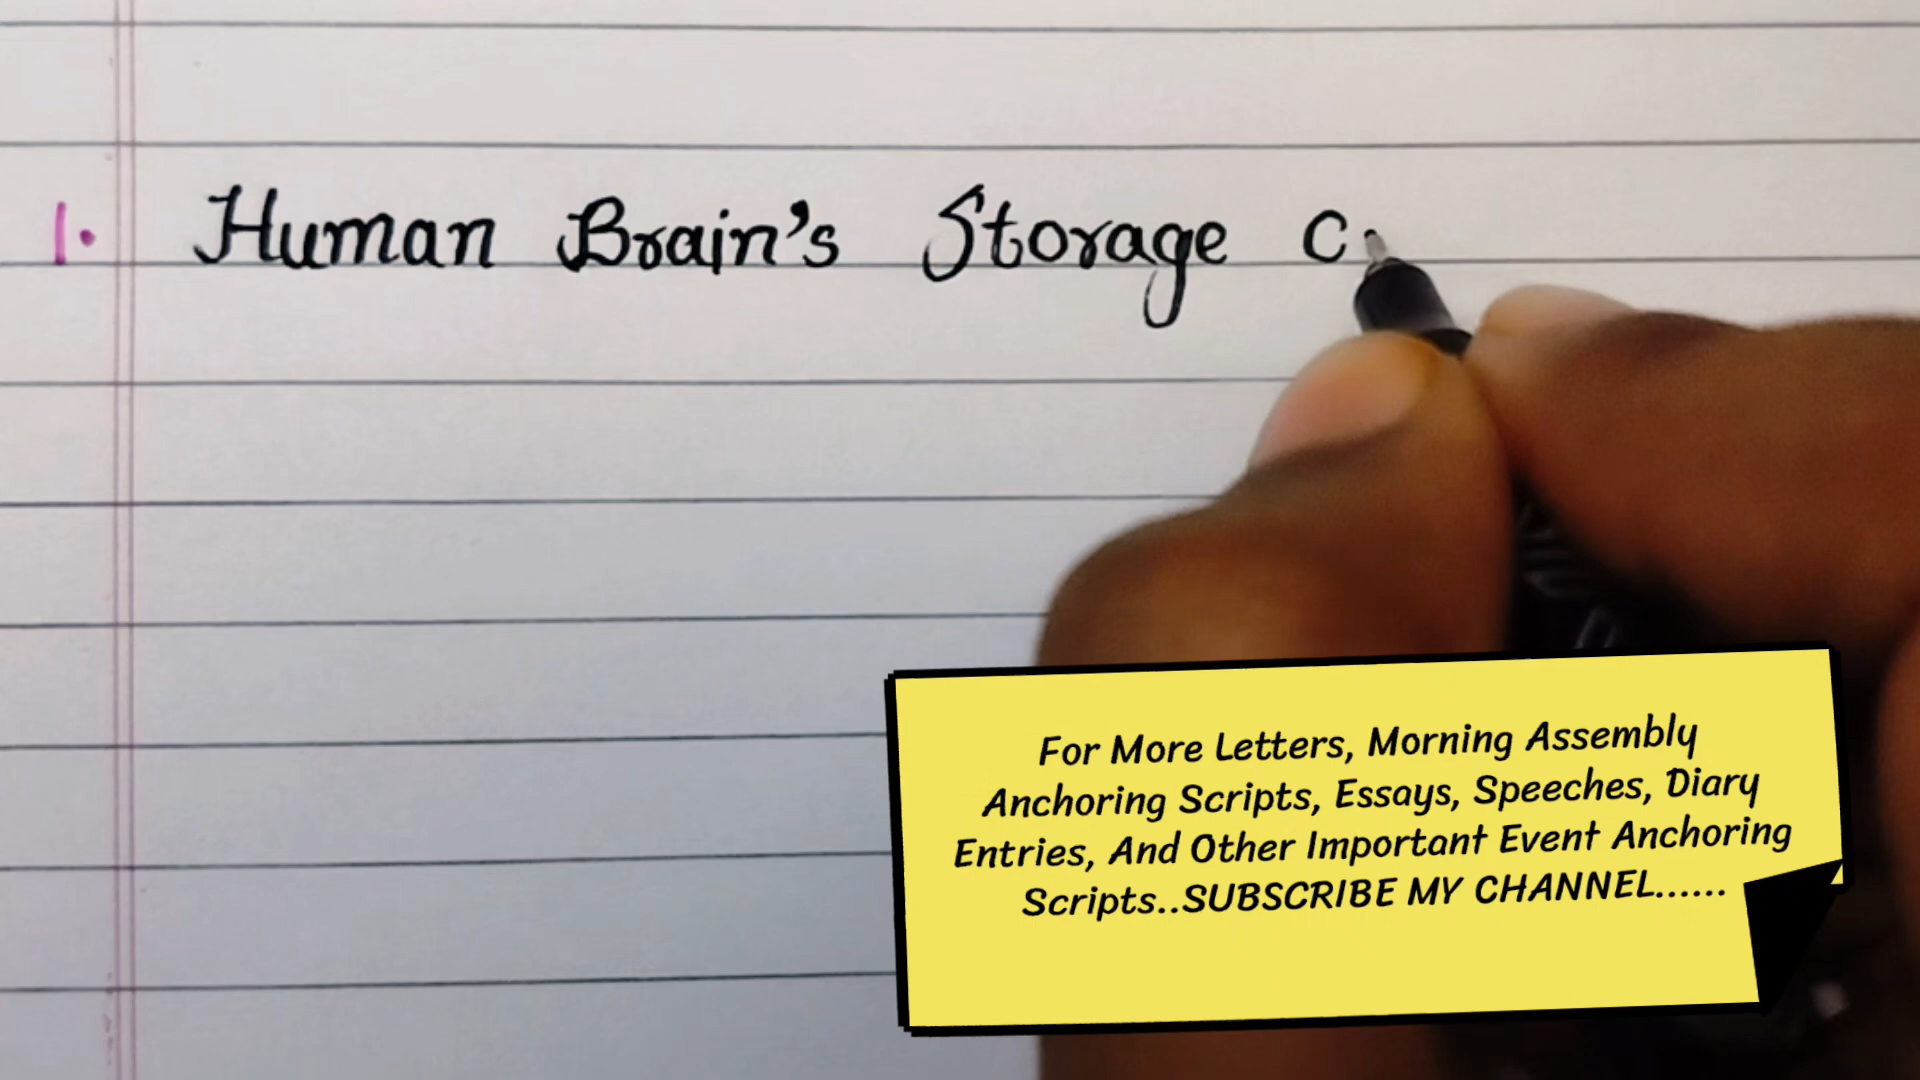 1. Human Brain's Storage C
For More Letters, Morning Assembly
Anchoring Scripts, Essays, Speeches, Diary
Entries, And Other Important Event Anchoring
Scripts..SUBSCRIBE MY CHANNEL......